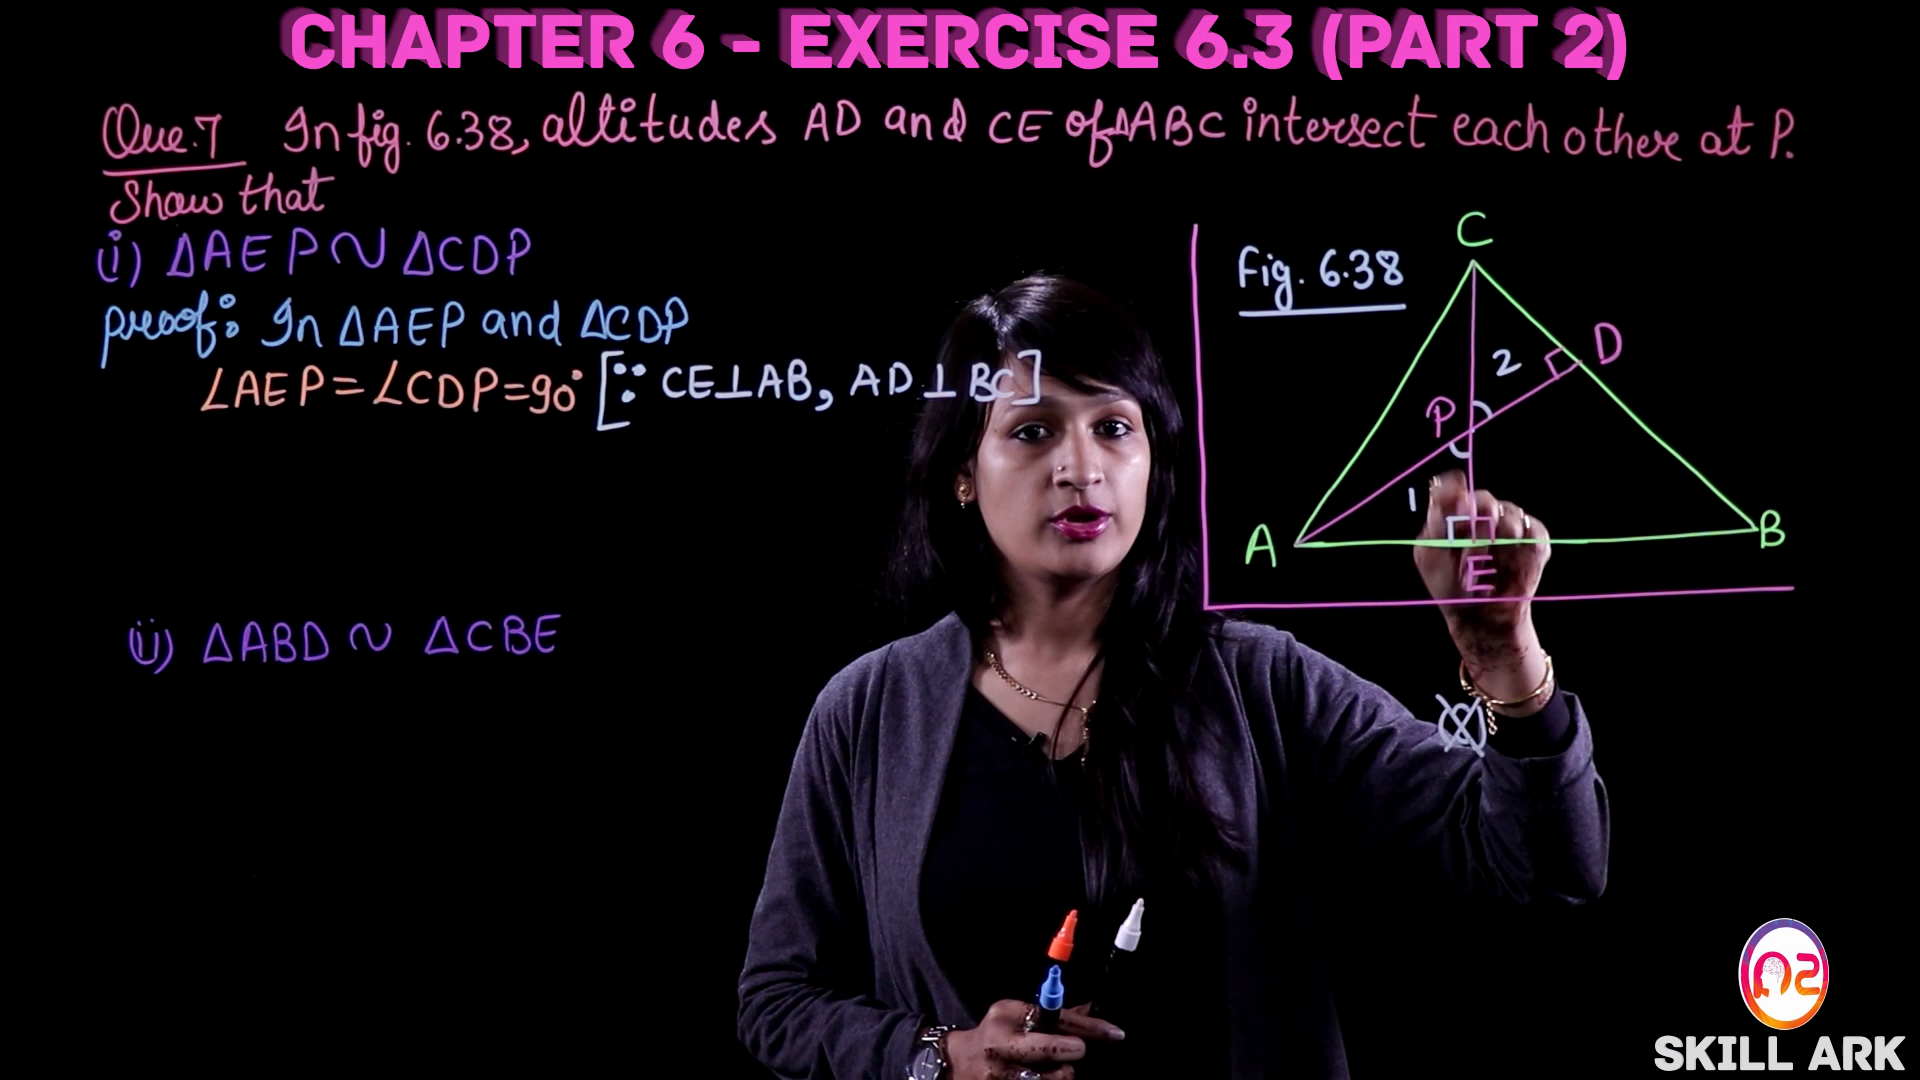 CHAPTER 6 - EXERCISE 6.3 (PART 2)
Que.7 In fig. 6.38, altitudes AD and CE of ΔABC intersect each other at P.
Show that
(i) ΔAEP ~ ΔCDP
proof: In ΔAEP and ΔCDP
∠AEP = ∠CDP = 90° [∵ CE⊥AB, AD⊥BC]
(ii) ΔABD ~ ΔCBE
Fig. 6.38
C
D
2
P
1
A
B
E
SKILL ARK